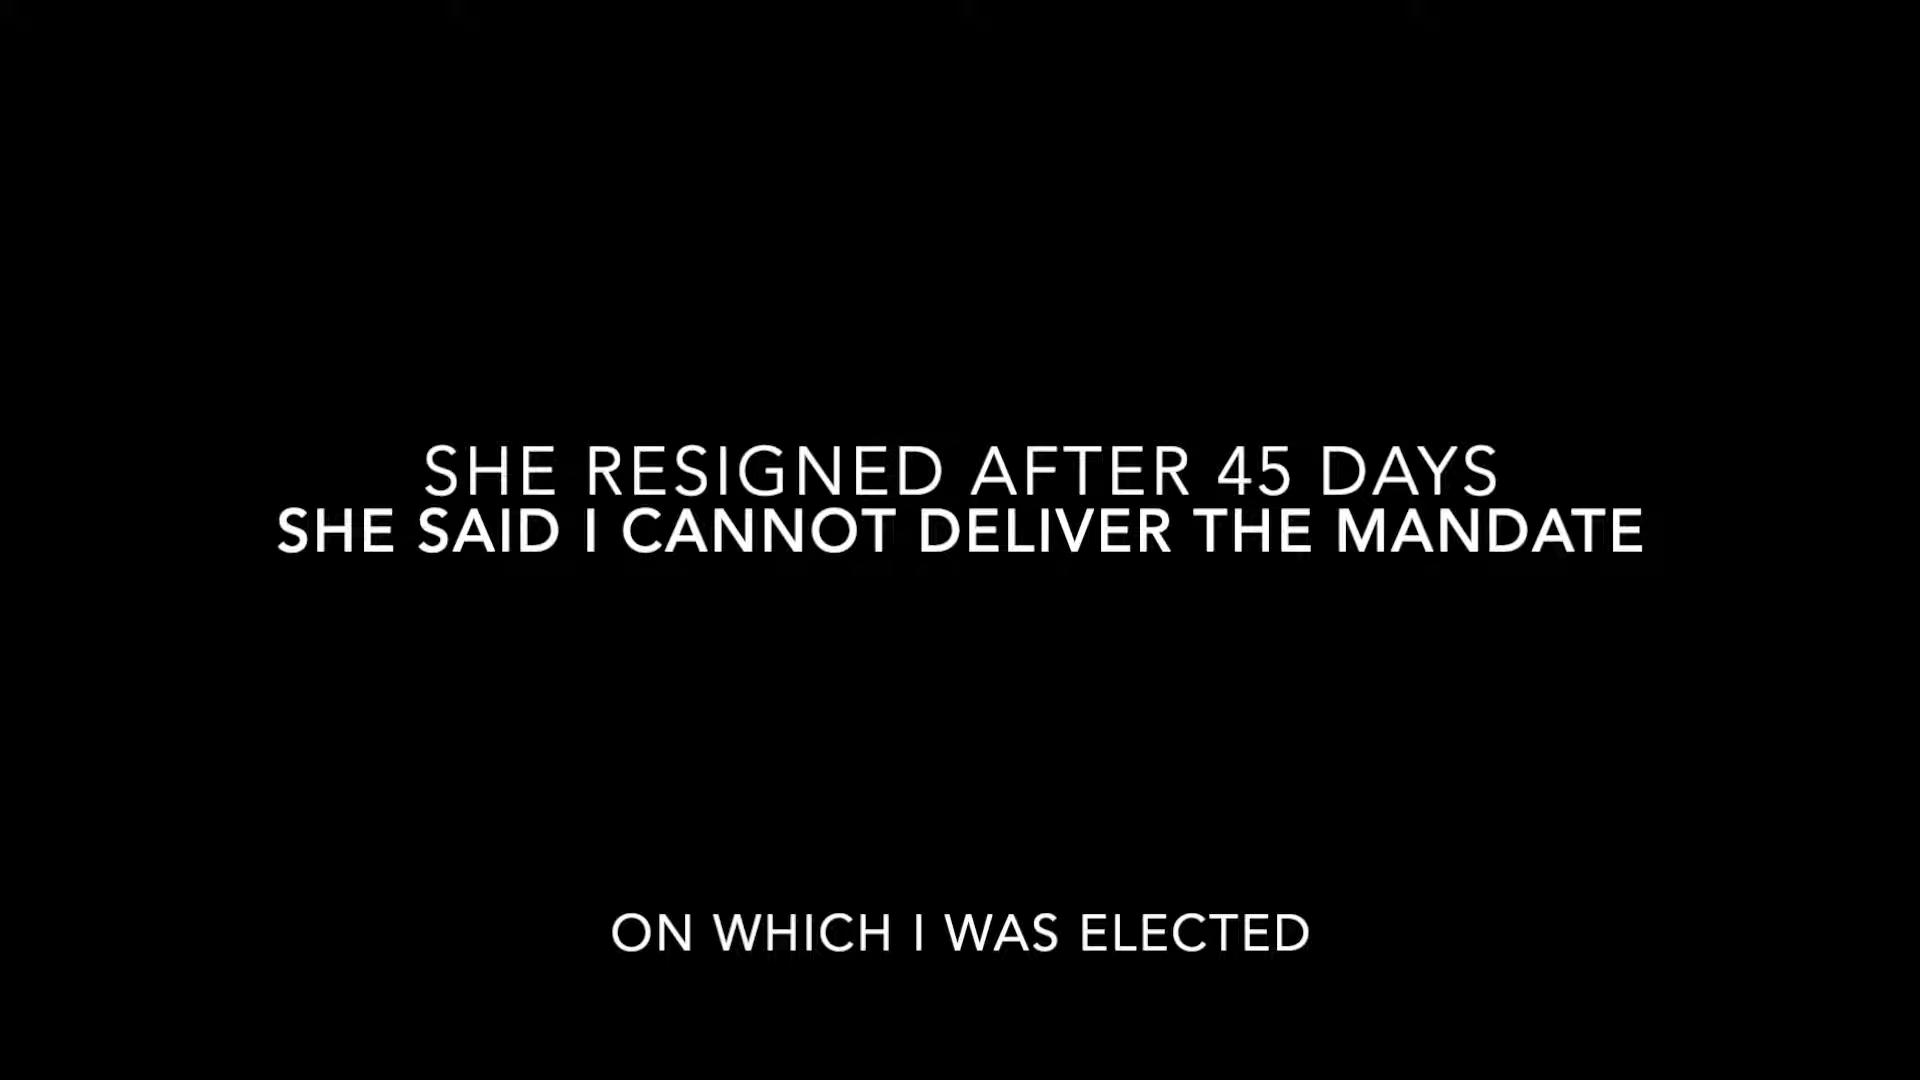 SHE RESIGNED AFTER 45 DAYS
SHE SAID I CANNOT DELIVER THE MANDATE
ON WHICH I WAS ELECTED